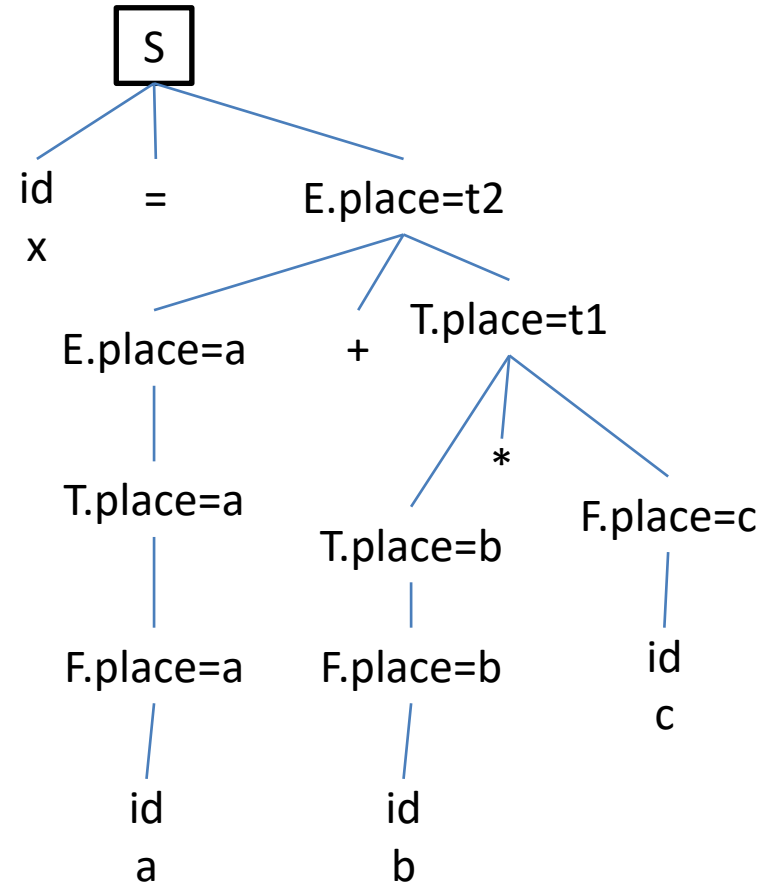 S
id
x
=
E.place=t2
E.place=a
+
T.place=t1
*
T.place=a
T.place=b
F.place=c
F.place=a
F.place=b
id
c
id
a
id
b